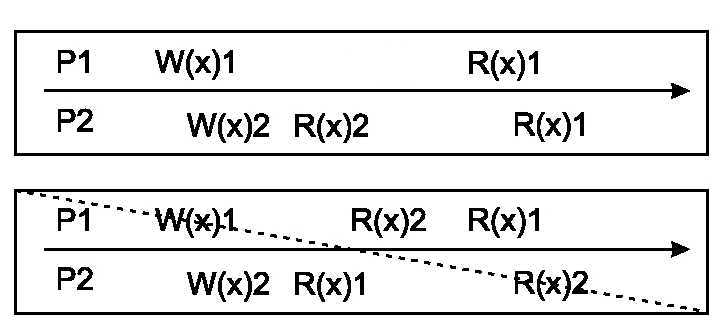 P1 W(x)1 R(x)1
P2 W(x)2 R(x)2 R(x)1
P1 W(x)1 R(x)2 R(x)1
P2 W(x)2 R(x)1 R(x)2